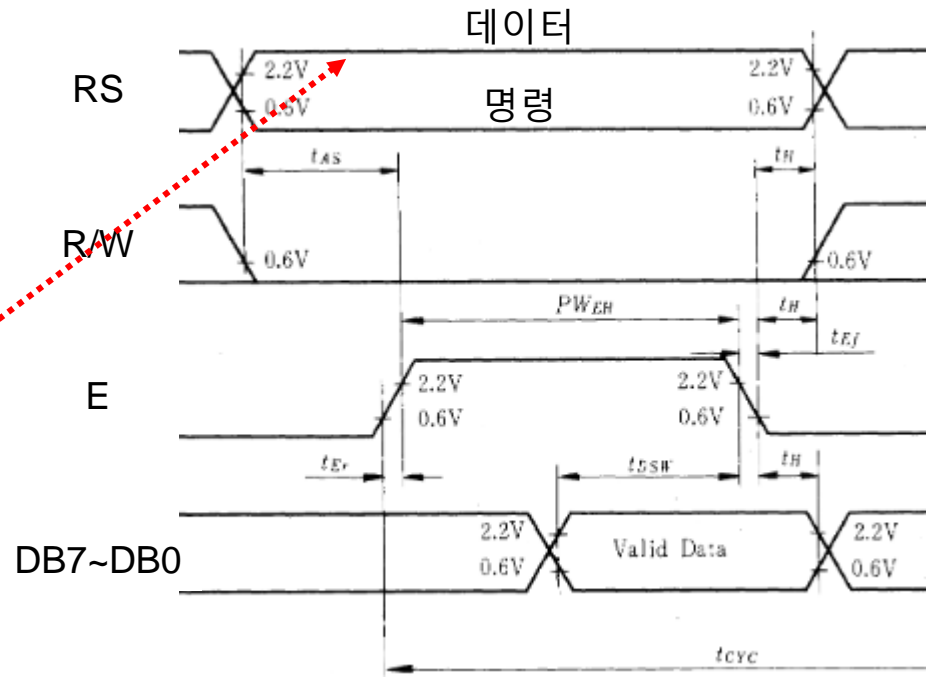 데이터
RS
2.2V 2.2V
0.6V 명령 0.6V
tAS tH
R/W
0.6V 0.6V
PWEH tH
tEf
E
2.2V 2.2V
0.6V 0.6V
tEr tDSW tH
DB7~DB0
2.2V Valid Data 2.2V
0.6V 0.6V
tCYC